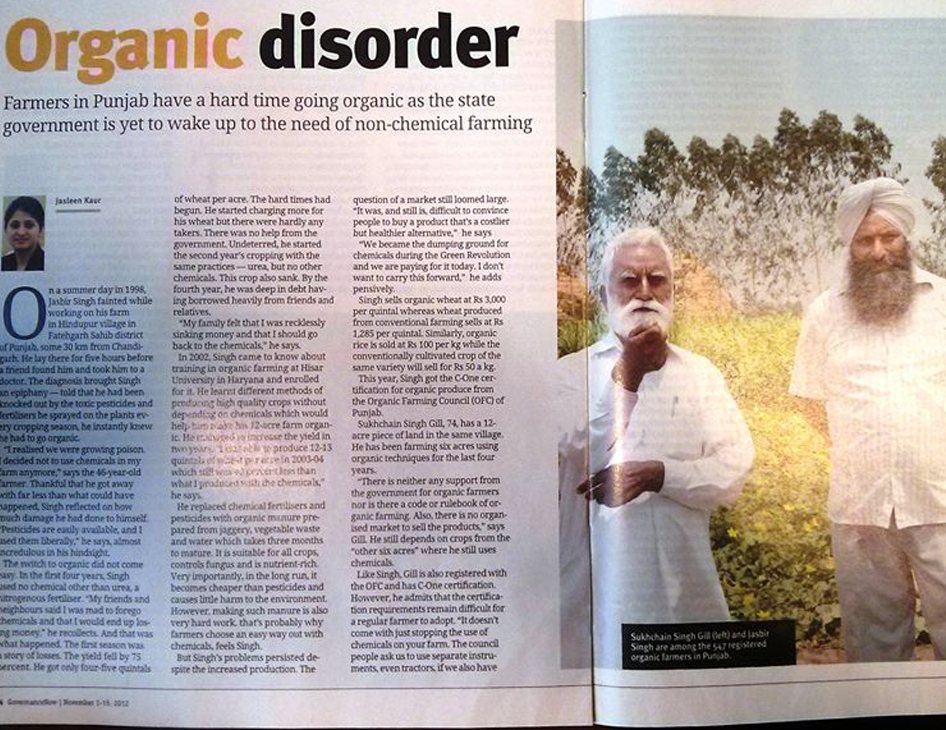 Organic disorder
Farmers in Punjab have a hard time going organic as the state
government is yet to wake up to the need of non-chemical farming
Jasleen Kaur
On a summer day in 1998,
Jasbir Singh fainted while
working on his farm
in Hindupur village in
Fatehgarh Sahib district
of Punjab, some 30 km from Chandi-
garh. He lay there for five hours before
a friend found him and took him to a
doctor. The diagnosis brought Singh
an epiphany — told that he had been
knocked out by the toxic pesticides and
fertilisers he sprayed on the plants ev-
ery cropping season, he instantly knew
he had to go organic.
"I realised we were growing poison.
I decided not to use chemicals in my
farm anymore," says the 46-year-old
farmer. Thankful that he got away
with far less than what could have
happened, Singh reflected on how
much damage he had done to himself.
"Pesticides are easily available, and I
used them liberally," he says, almost
incredulous in his hindsight.
The switch to organic did not come
easy. In the first four years, Singh
used no chemical other than urea, a
nitrogenous fertiliser. "My friends and
neighbours said I was mad to forego
chemicals and that I would end up los-
ing money," he recollects. And that was
what happened. The first season was
a story of losses. The yield fell by 75
percent. He got only four-five quintals
of wheat per acre. The hard times had
begun. He started charging more for
his wheat but there were hardly any
takers. There was no help from the
government. Undeterred, he started
the second year's cropping with the
same practices — urea, but no other
chemicals. This crop also sank. By the
fourth year, he was deep in debt hav-
ing borrowed heavily from friends and
relatives.
"My family felt that I was recklessly
sinking money and that I should go
back to the chemicals," he says.
In 2002, Singh came to know about
training in organic farming at Hisar
University in Haryana and enrolled
for it. He learnt different methods of
producing high quality crops without
depending on chemicals which would
help him make his 12-acre farm organ-
ic. He managed to increase the yield in
two years. "I was able to produce 12-13
quintals of wheat per acre in 2003-04
which still was percent less than
what I produced with the chemicals,"
he says.
He replaced chemical fertilisers and
pesticides with organic manure pre-
pared from jaggery, vegetable waste
and water which takes three months
to mature. It is suitable for all crops,
controls fungus and is nutrient-rich.
Very importantly, in the long run, it
becomes cheaper than pesticides and
causes little harm to the environment.
However, making such manure is also
very hard work. that's probably why
farmers choose an easy way out with
chemicals, feels Singh.
But Singh's problems persisted de-
spite the increased production. The
question of a market still loomed large.
"It was, and still is, difficult to convince
people to buy a product that's a costlier
but healthier alternative," he says
"We became the dumping ground for
chemicals during the Green Revolution
and we are paying for it today. I don't
want to carry this forward," he adds
pensively.
Singh sells organic wheat at Rs 3,000
per quintal whereas wheat produced
from conventional farming sells at Rs
1,285 per quintal. Similarly, organic
rice is sold at Rs 100 per kg while the
conventionally cultivated crop of the
same variety will sell for Rs 50 a kg.
This year, Singh got the C-One cer-
tification for organic produce from
the Organic Farming Council (OFC) of
Punjab.
Sukhchain Singh Gill, 74, has a 12-
acre piece of land in the same village.
He has been farming six acres using
organic techniques for the last four
years.
"There is neither any support from
the government for organic farmers
nor is there a code or rulebook of or-
ganic farming. Also, there is no organ-
ised market to sell the products," says
Gill. He still depends on crops from the
"other six acres" where he still uses
chemicals.
Like Singh, Gill is also registered with
the OFC and has C-One certification.
However, he admits that the certifica-
tion requirements remain difficult for
a regular farmer to adopt. "It doesn't
come with just stopping the use of
chemicals on your farm. The council
people ask us to use separate instru-
ments, even tractors, if we also have
Sukhchain Singh Gill (left) and Jasbir
Singh are among the 547 registered
organic farmers in Punjab.
GovernanceNow | November 1-15, 2012